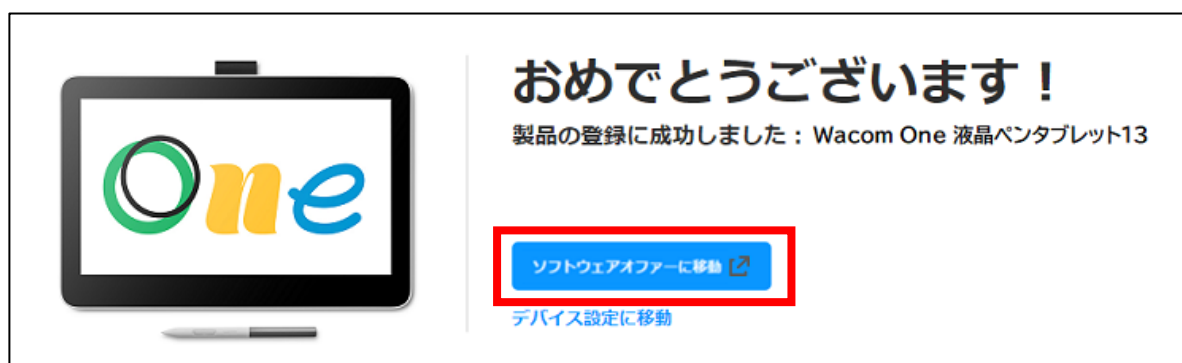 One
おめでとうございます！
製品の登録に成功しました： Wacom One 液晶ペンタブレット13
ソフトウェアオファーに移動
デバイス設定に移動